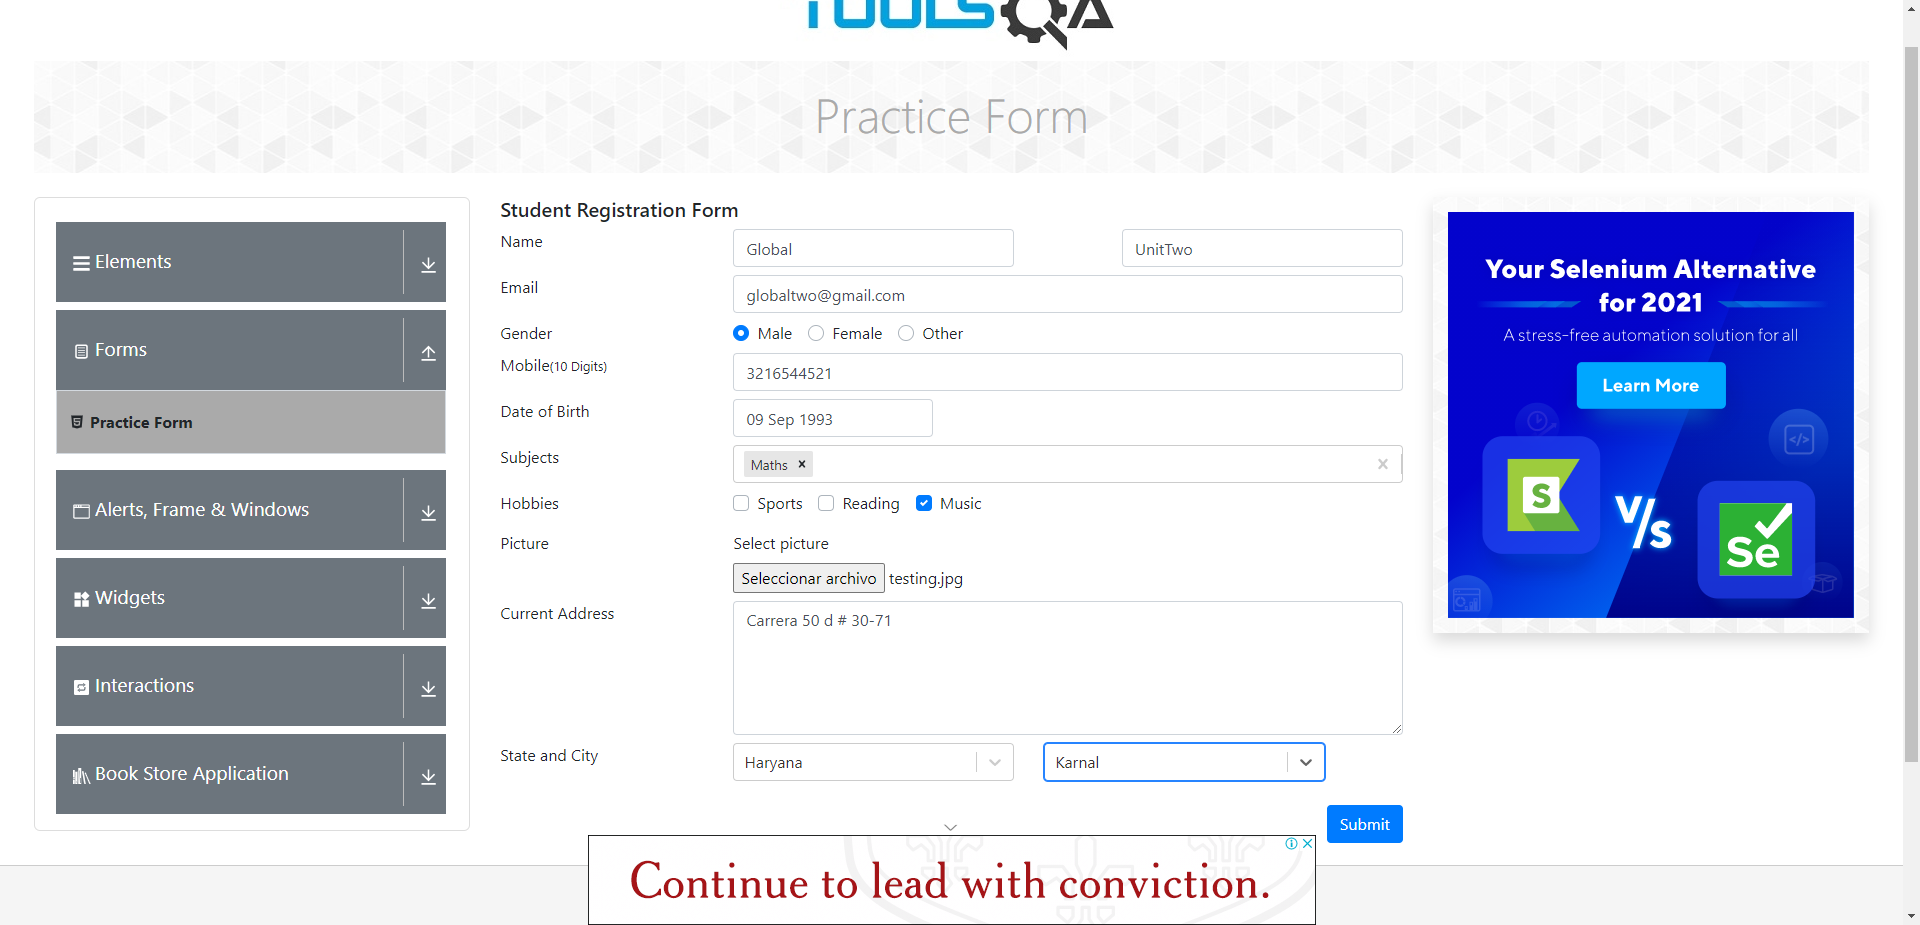 TOOLSQA
Practice Form
Elements
Forms
Practice Form
Alerts, Frame & Windows
Widgets
Interactions
Book Store Application
Student Registration Form
Name
Global
UnitTwo
Email
globaltwo@gmail.com
Gender
Male Female Other
Mobile(10 Digits)
3216544521
Date of Birth
09 Sep 1993
Subjects
Maths
Hobbies
Sports Reading Music
Picture
Select picture
Seleccionar archivo testing.jpg
Current Address
Carrera 50 d # 30-71
State and City
Haryana
Karnal
Submit
Your Selenium Alternative
for 2021
A stress-free automation solution for all
Learn More
S
V/s
Se
Continue to lead with conviction.